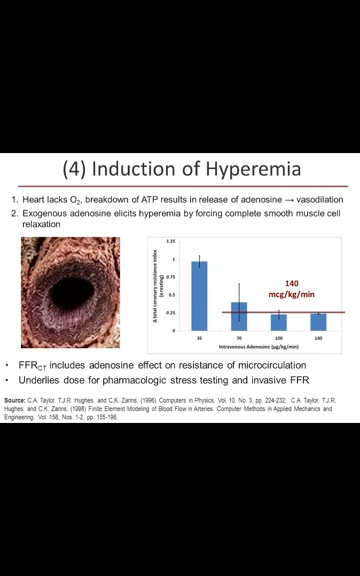 (4) Induction of Hyperemia
1. Heart lacks O2, breakdown of ATP results in release of adenosine → vasodilation
2. Exogenous adenosine elicits hyperemia by forcing complete smooth muscle cell
relaxation
Δ total coronary resistance index
(x resting)
1.25
1
0.75
0.5
0.25
0
140
mcg/kg/min
35
70
100
140
Intravenous Adenosine (µg/kg/min)
• FFRCT includes adenosine effect on resistance of microcirculation
• Underlies dose for pharmacologic stress testing and invasive FFR
Source: C.A. Taylor, T.J.R. Hughes, and C.K. Zarins, (1996) Computers in Physics, Vol. 10, No. 3, pp. 224-232. C.A. Taylor, T.J.R.
Hughes, and C.K. Zarins, (1998) Finite Element Modeling of Blood Flow in Arteries. Computer Methods in Applied Mechanics and
Engineering. Vol. 158, Nos. 1-2, pp. 155-196.